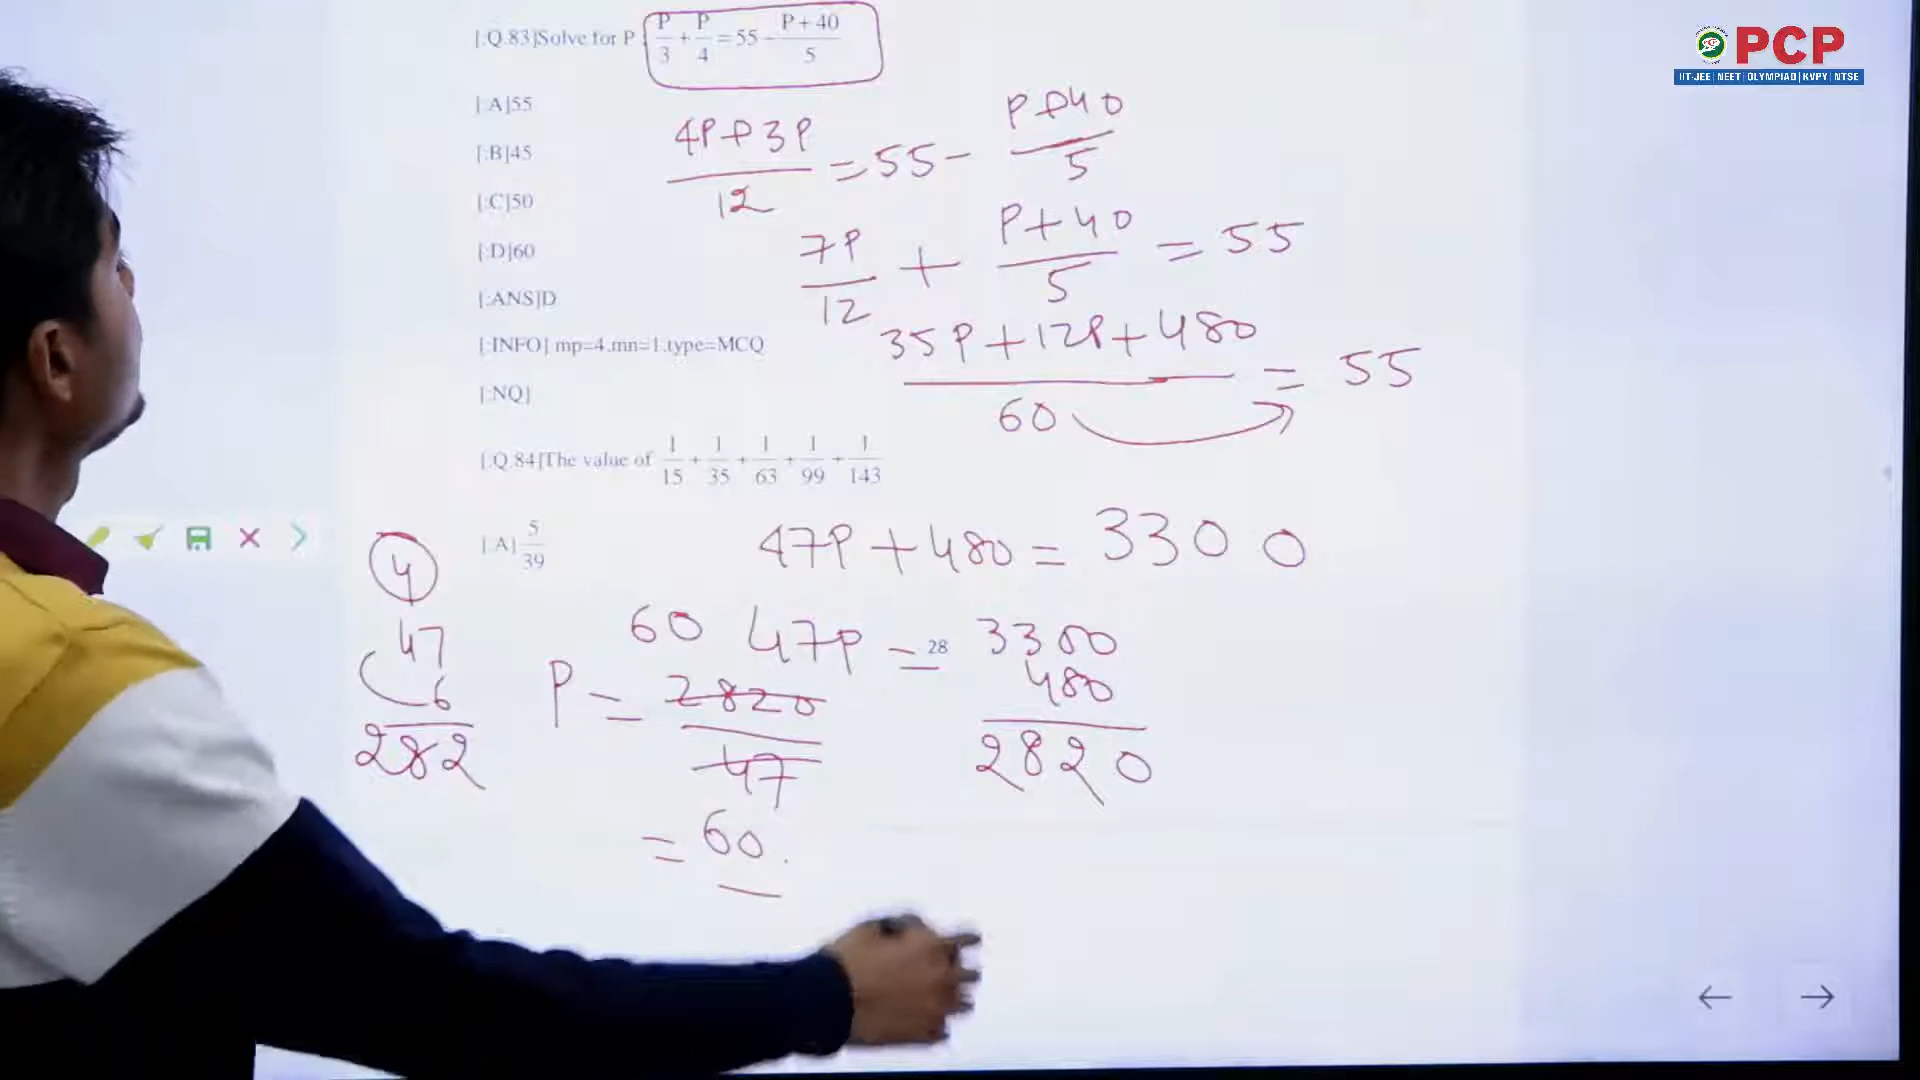 PCP
IIT-JEE | NEET | OLYMPIAD | KVPY | NTSE
[:Q.83]Solve for P : P/3 + P/4 = 55 - (P + 40)/5
[:A]55
[:B]45
[:C]50
[:D]60
[:ANS]D
[:INFO] mp=4.mn=1.type=MCQ
[:NQ]
[:Q.84]The value of 1/15 + 1/35 + 1/63 + 1/99 + 1/143
[:A] 5/39
28
(4P+3P)/12 = 55 - (P+40)/5
7P/12 + (P+40)/5 = 55
(35P+12P+480)/60 = 55
47P + 480 = 3300
47P = 3300
480
2820
60
P = 2820/47
= 60.
4
47
6
282